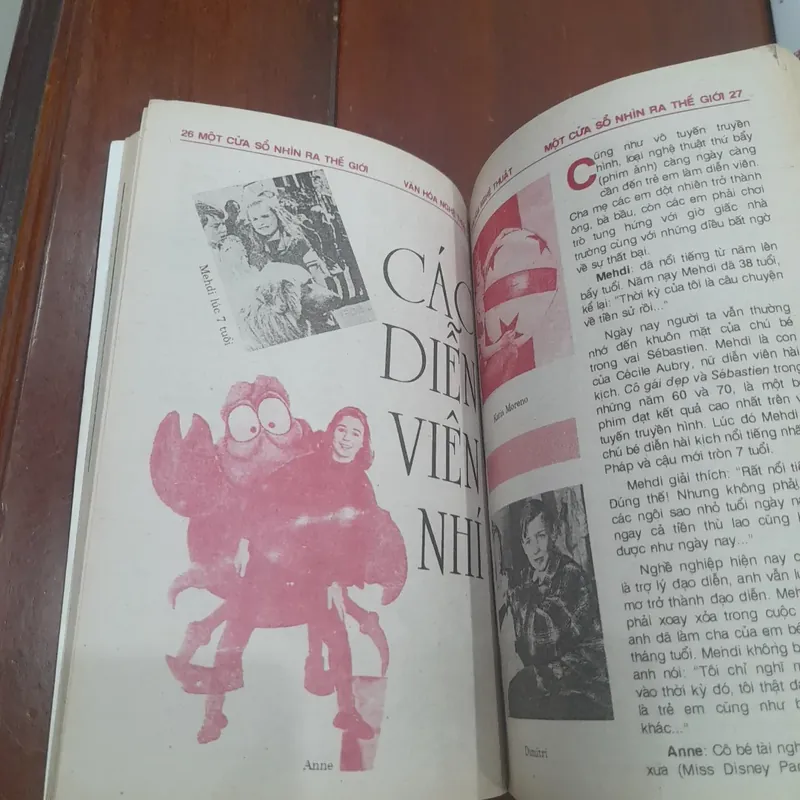 26 MỘT CỬA SỔ NHÌN RA THẾ GIỚI
VĂN HÓA NGHỆ
Mehdi lúc 7 tuổi
CÁC
DIỄN
VIÊN
NHÍ
Anne
NGHỆ THUẬT
MỘT CỬA SỔ NHÌN RA THẾ GIỚI 27
Kata Moreno
Dimitri
Cũng như vô tuyến truyền
hình, loại nghệ thuật thứ bẩy
(phim ảnh) càng ngày càng
cần đến trẻ em làm diễn viên.
Cha mẹ các em đột nhiên trở thành
ông, bà bầu, còn các em phải chơi
trò tung hứng với giờ giấc nhà
trường cùng với những điều bất ngờ
về sự thất bại.
Mehdi: đã nổi tiếng từ năm lên
bẩy tuổi. Năm nay Mehdi đã 38 tuổi,
kể lại: "Thời kỳ của tôi là câu chuyện
về tiền sử rồi..."
Ngày nay người ta vẫn thường
nhớ đến khuôn mặt của chú bé
trong vai Sébastien. Mehdi là con
của Cécile Aubry, nữ diễn viên hài
kịch. Cô gái đẹp và Sébastien trong
những năm 60 và 70, là một b
phim đạt kết quả cao nhất trên v
tuyến truyền hình. Lúc đó Mehdi
chú bé diễn hài kịch nổi tiếng nhấ
Pháp và cậu mới tròn 7 tuổi.
Mehdi giải thích: "Rất nổi tiế
Đúng thế! Nhưng không phải
các ngôi sao nhỏ tuổi ngày n
ngay cả tiền thù lao cũng
được như ngày nay..."
Nghề nghiệp hiện nay c
là trợ lý đạo diễn, anh vẫn
mơ trở thành đạo diễn. Meh
phải xoay xỏa trong cuộc
anh đã làm cha của em bé
tháng tuổi. Mehdi không b
anh nói: "Tôi chỉ nghĩ
vào thời kỳ đó, tôi thật đ
là trẻ em cũng như b
khác..."
Anne: Cô bé tài ngh
xưa (Miss Disney Pa